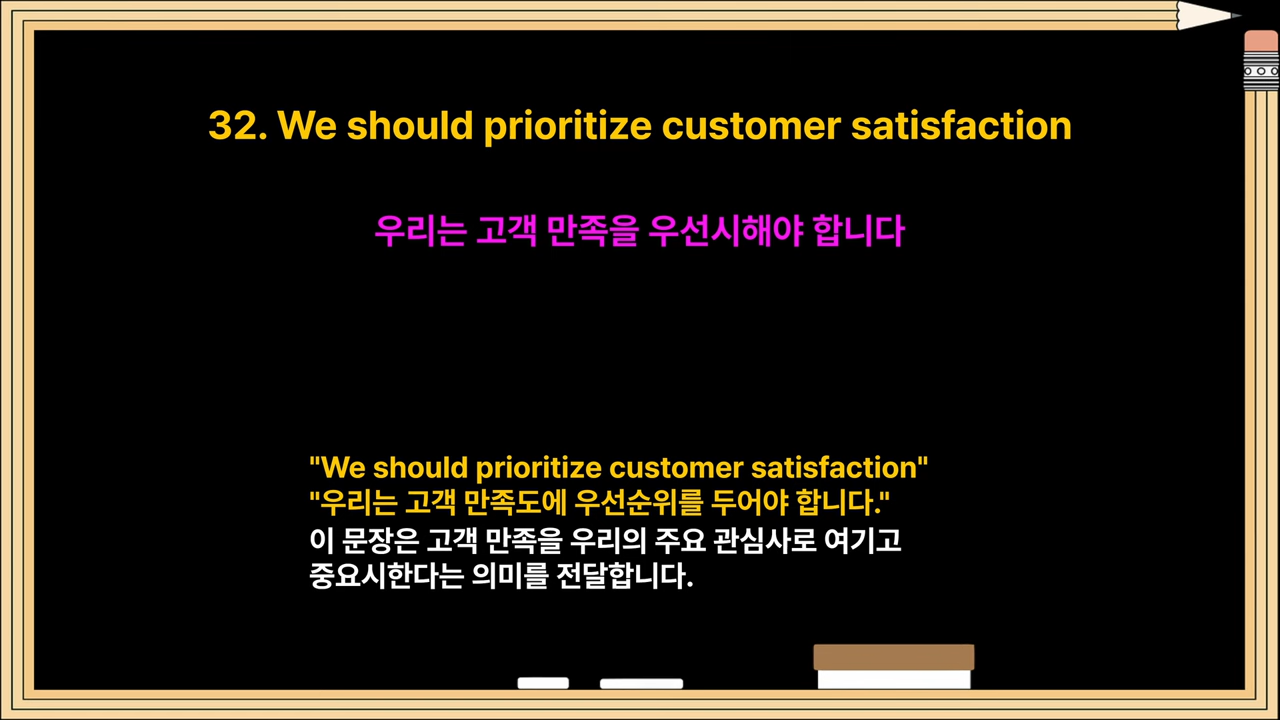 32. We should prioritize customer satisfaction
우리는 고객 만족을 우선시해야 합니다
"We should prioritize customer satisfaction"
"우리는 고객 만족도에 우선순위를 두어야 합니다."
이 문장은 고객 만족을 우리의 주요 관심사로 여기고
중요시한다는 의미를 전달합니다.